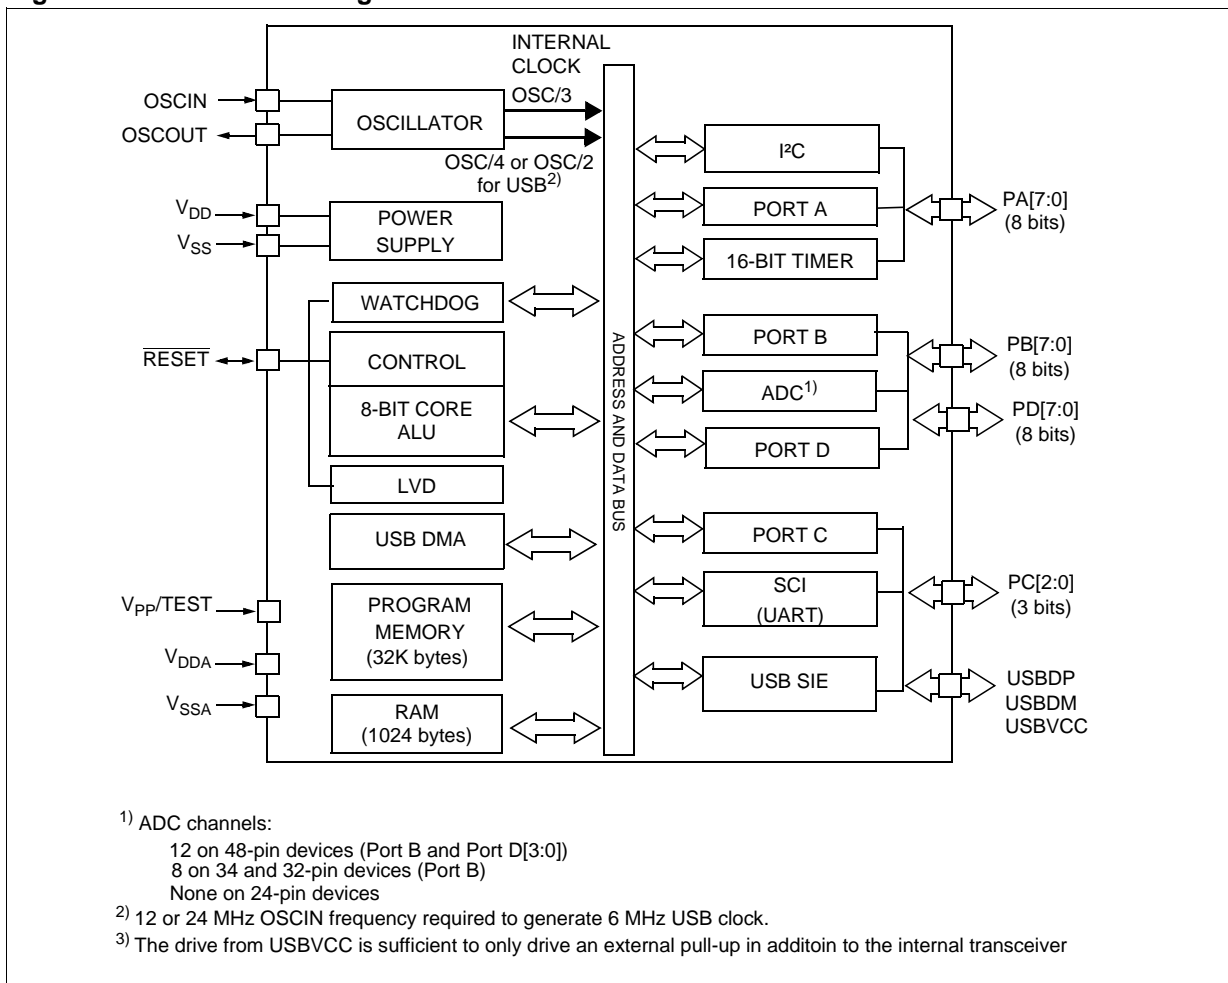 INTERNAL
CLOCK
OSC/3
OSCIN
OSCOUT
OSCILLATOR
OSC/4 or OSC/2
for USB2)
VDD
VSS
POWER
SUPPLY
WATCHDOG
RESET
CONTROL
8-BIT CORE
ALU
LVD
USB DMA
VPP/TEST
VDDA
VSSA
PROGRAM
MEMORY
(32K bytes)
RAM
(1024 bytes)
ADDRESS AND DATA BUS
I²C
PORT A
16-BIT TIMER
PA[7:0]
(8 bits)
PORT B
ADC1)
PORT D
PB[7:0]
(8 bits)
PD[7:0]
(8 bits)
PORT C
SCI
(UART)
USB SIE
PC[2:0]
(3 bits)
USBDP
USBDM
USBVCC
1) ADC channels:
12 on 48-pin devices (Port B and Port D[3:0])
8 on 34 and 32-pin devices (Port B)
None on 24-pin devices
2) 12 or 24 MHz OSCIN frequency required to generate 6 MHz USB clock.
3) The drive from USBVCC is sufficient to only drive an external pull-up in additoin to the internal transceiver